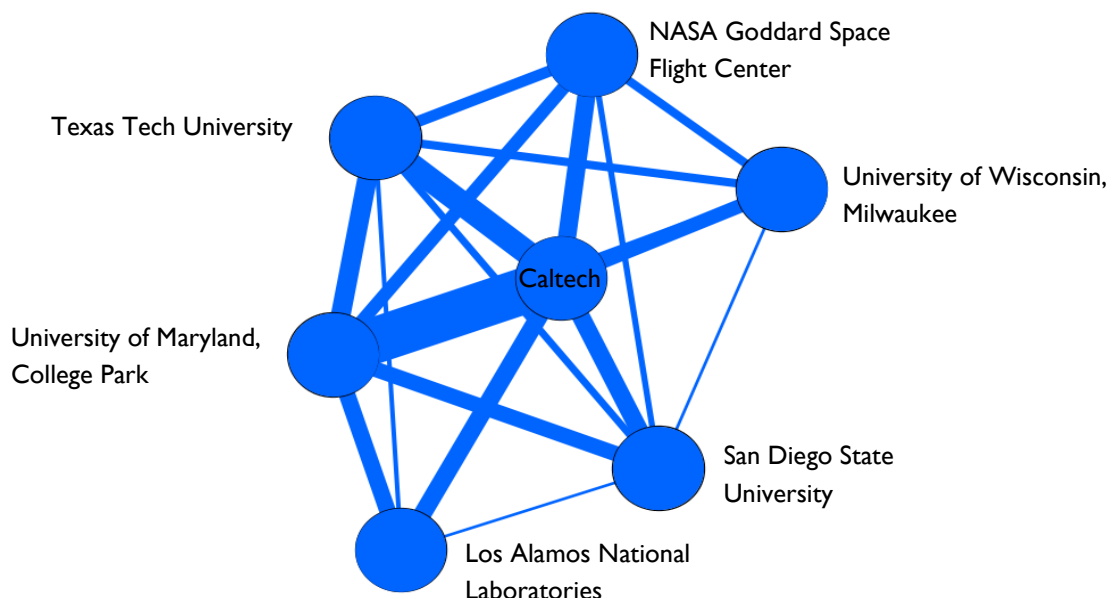 NASA Goddard Space
Flight Center
Texas Tech University
University of Wisconsin,
Milwaukee
Caltech
University of Maryland,
College Park
San Diego State
University
Los Alamos National
Laboratories